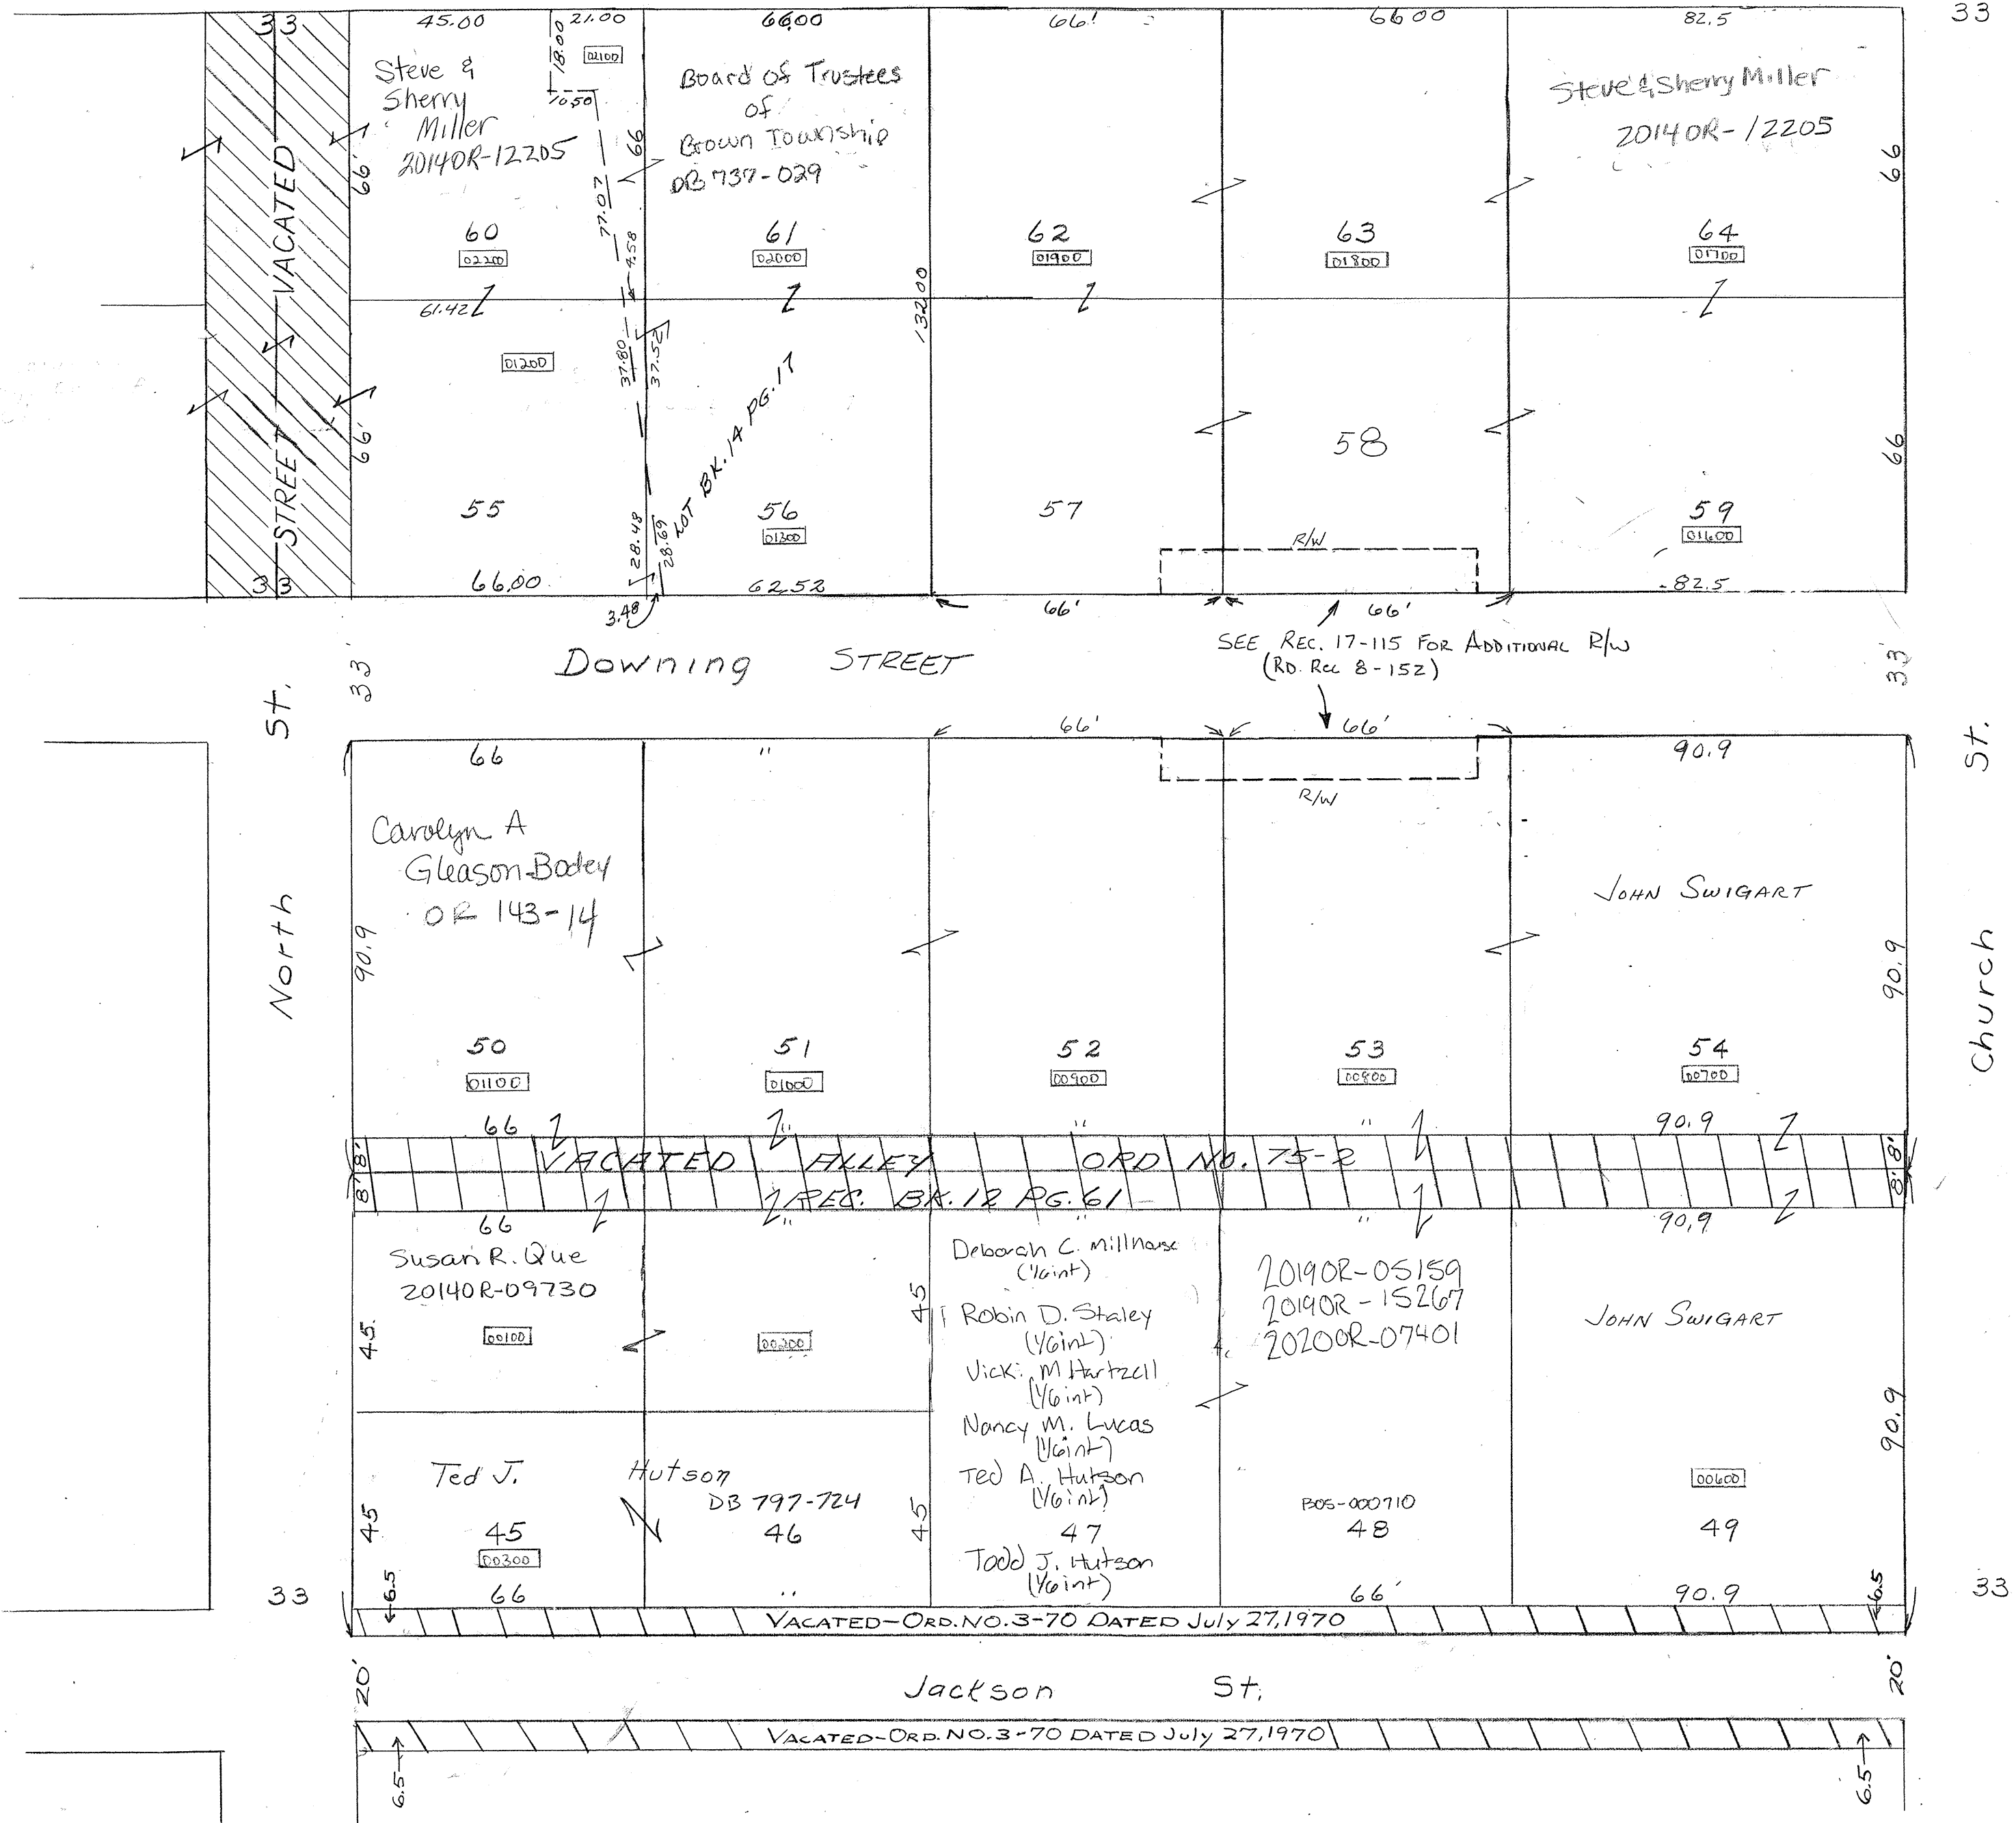 33 45.00 21.00 66.00 66' 66 00 82.5 33
18.00
02100
10.50
Steve &
Sherry
Miller
2014OR-12205
Board of Trustees
of
Brown Township
DB 737-029
Steve & Sherry Miller
2014OR-12205
VACATED
STREET
66'
66
77.07
4.58
66
60 61 62 63 64
02200 02000 01900 01800 01700
61.42
132.00
01200
37.80
37.52
LOT BK. 14 PG. 17
66'
58
66
55 56 57 59
01300 01600
28.48
28.69
R/W
33 66.00 62.52 82.5
3.48
66' 66'
Downing STREET
SEE REC. 17-115 FOR ADDITIONAL R/W
(RD. REC 8-152)
33'
33'
66' 66'
66 " 90.9
R/W
North St.
Church St.
Carolyn A
Gleason-Bodey
OR 143-14
JOHN SWIGART
90.9
90.9
50 51 52 53 54
01100 01000 00900 00800 00700
66 " " " 90.9
8' 8'
VACATED ALLEY ORD NO. 75-2
REC. BK. 12 PG. 61
8' 8'
66 " " " 90.9
Susan R. Que
2014OR-09730
00100
00200
45
45
Deborah C. Millhouse
(1/6 int)
Robin D. Staley
(1/6 int)
Vicki M Hartzell
(1/6 int)
Nancy M. Lucas
(1/6 int)
Ted A. Hutson
(1/6 int)
47
Todd J. Hutson
(1/6 int)
2019OR-05159
2019OR-15267
2020OR-07401
JOHN SWIGART
90.9
Ted J. Hutson
DB 797-724
45
45
45 46
00300
BOS-000710
48
00600
49
33 6.5 66 " 66' 90.9 6.5 33
VACATED-ORD. NO. 3-70 DATED July 27, 1970
20' Jackson St. 20'
VACATED-ORD. NO. 3-70 DATED July 27, 1970
6.5 6.5